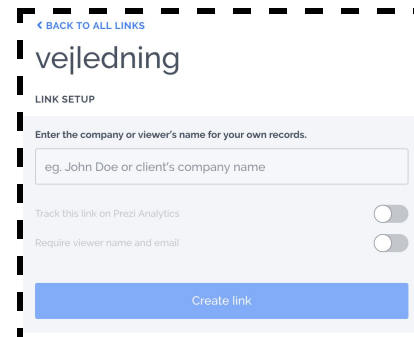 BACK TO ALL LINKS
vejledning
LINK SETUP
Enter the company or viewer's name for your own records.
eg. John Doe or client's company name
Track this link on Prezi Analytics
Require viewer name and email
Create link